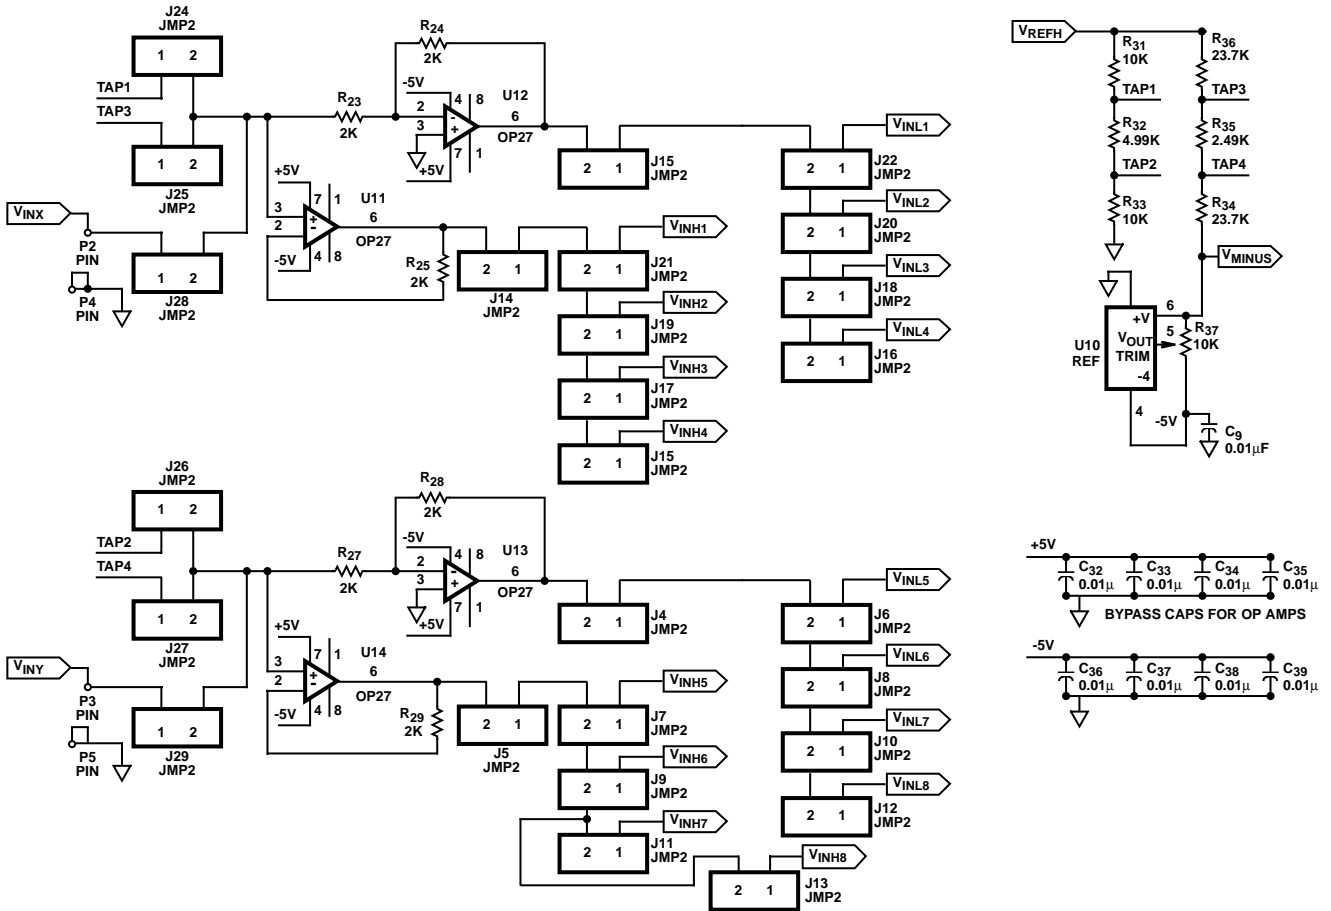 J24
JMP2
1 2
TAP1
TAP3
1 2
J25
JMP2
VINX
P2
PIN
P4
PIN
1 2
J28
JMP2
R23
2K
R24
2K
-5V
2
3
4
8
7
1
+5V
U12
6
OP27
+5V
3
2
7
1
4
8
-5V
U11
6
OP27
R25
2K
2 1
J14
JMP2
2 1
J15
JMP2
VINH1
2 1
J21
JMP2
VINH2
2 1
J19
JMP2
VINH3
2 1
J17
JMP2
VINH4
2 1
J15
JMP2
VINL1
2 1
J22
JMP2
VINL2
2 1
J20
JMP2
VINL3
2 1
J18
JMP2
VINL4
2 1
J16
JMP2
VREFH
R31
10K
TAP1
R32
4.99K
TAP2
R33
10K
R36
23.7K
TAP3
R35
2.49K
TAP4
R34
23.7K
VMINUS
U10
REF
+V
VOUT
TRIM
-4
6
5
4
R37
10K
-5V
C9
0.01µF
J26
JMP2
1 2
TAP2
TAP4
1 2
J27
JMP2
VINY
P3
PIN
P5
PIN
1 2
J29
JMP2
R27
2K
R28
2K
-5V
2
3
4
8
7
1
+5V
U13
6
OP27
+5V
3
2
7
1
4
8
-5V
U14
6
OP27
R29
2K
2 1
J5
JMP2
2 1
J4
JMP2
VINH5
2 1
J7
JMP2
VINH6
2 1
J9
JMP2
VINH7
2 1
J11
JMP2
VINH8
2 1
J13
JMP2
VINL5
2 1
J6
JMP2
VINL6
2 1
J8
JMP2
VINL7
2 1
J10
JMP2
VINL8
2 1
J12
JMP2
+5V
C32
0.01µ
C33
0.01µ
C34
0.01µ
C35
0.01µ
BYPASS CAPS FOR OP AMPS
-5V
C36
0.01µ
C37
0.01µ
C38
0.01µ
C39
0.01µ